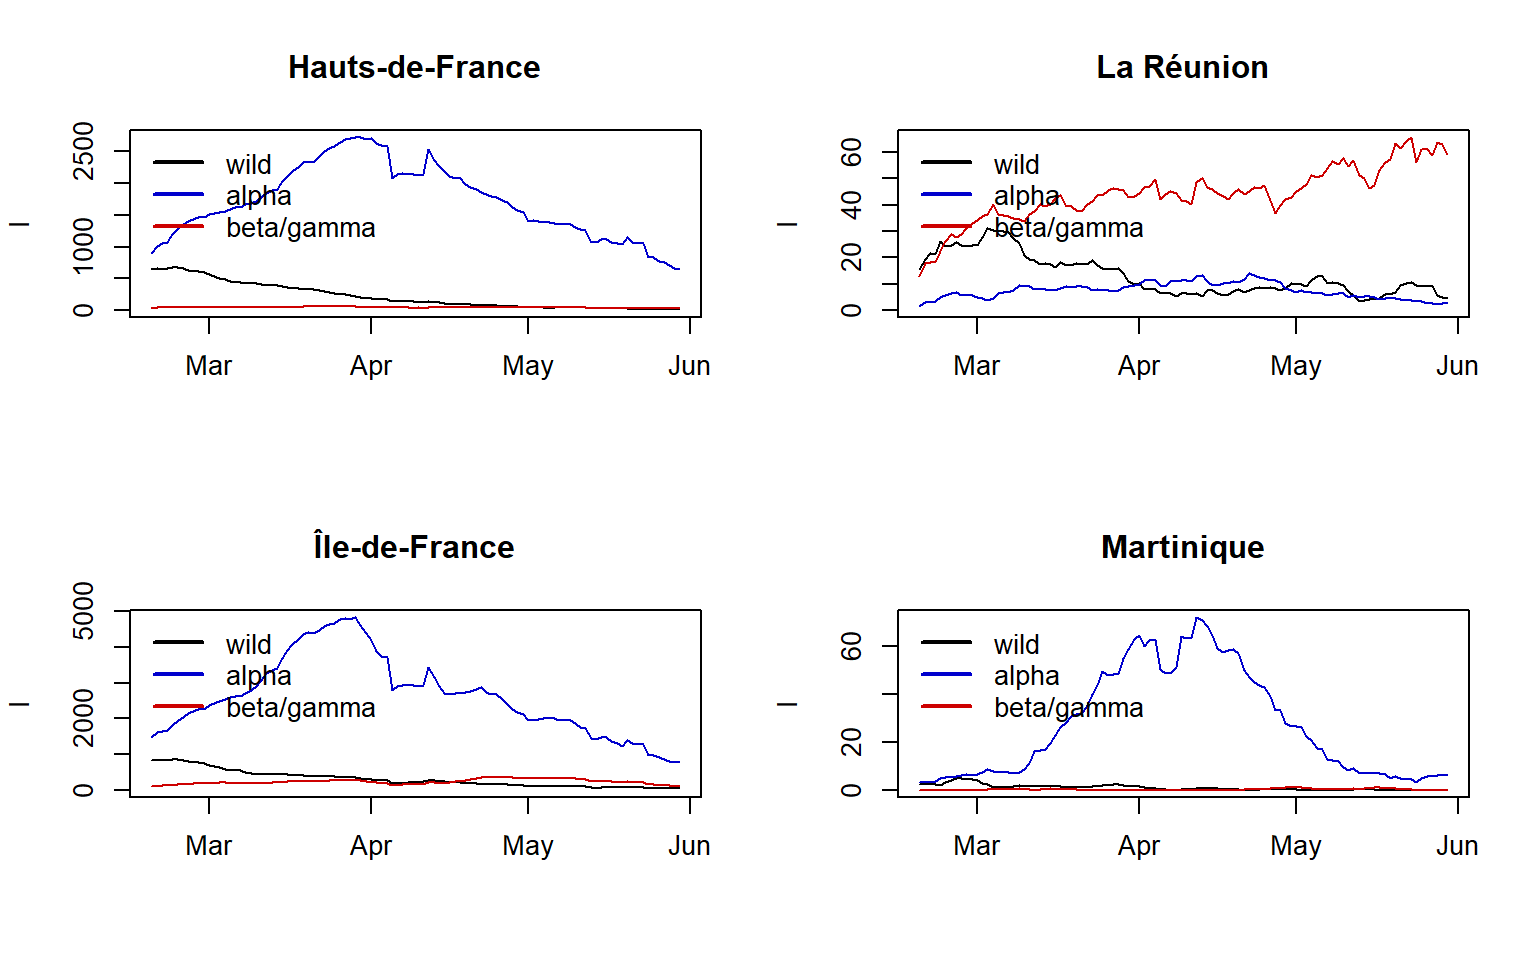 Hauts-de-France
I
2500
1000
0
wild
alpha
beta/gamma
Mar Apr May Jun
La Réunion
I
60
40
20
0
wild
alpha
beta/gamma
Mar Apr May Jun
Île-de-France
I
5000
2000
0
wild
alpha
beta/gamma
Mar Apr May Jun
Martinique
I
60
20
0
wild
alpha
beta/gamma
Mar Apr May Jun